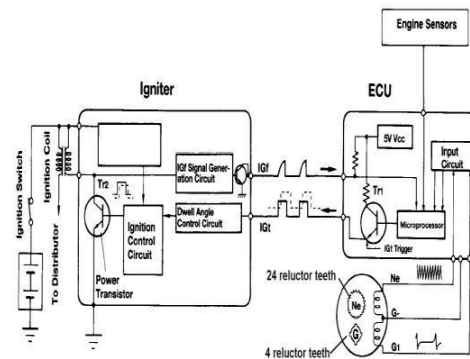 Engine Sensors
Igniter
ECU
Ignition Switch
Ignition Coil
To Distributor
IGf Signal Gener-
ation Circuit
IGf
5V Vcc
Input
Circuit
Tr1
Tr2
Ignition
Control
Circuit
Dwell Angle
Control Circuit
IGt
Microprocessor
IGt Trigger
Power
Transistor
24 reluctor teeth
Ne
Ne
G-
G
4 reluctor teeth
G1